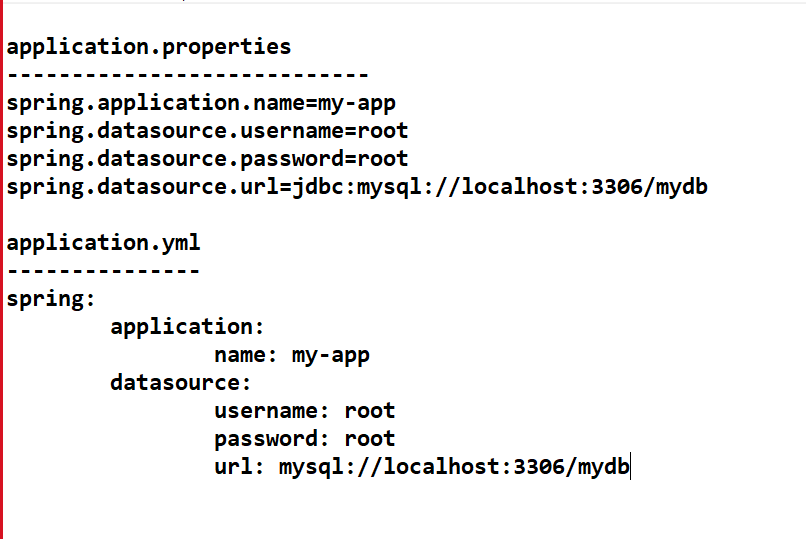 application.properties
----------------------------
spring.application.name=my-app
spring.datasource.username=root
spring.datasource.password=root
spring.datasource.url=jdbc:mysql://localhost:3306/mydb
application.yml
---------------
spring:
        application:
                name: my-app
        datasource:
                username: root
                password: root
                url: mysql://localhost:3306/mydb